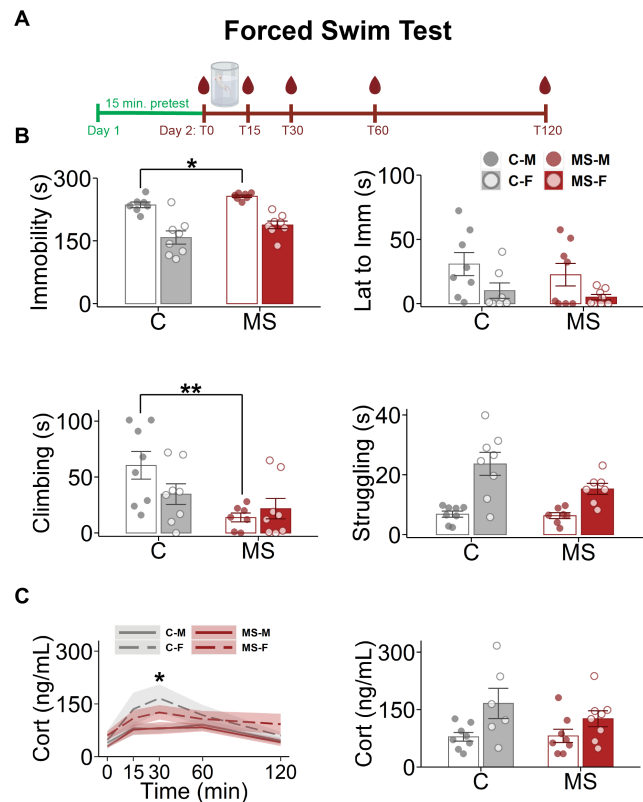 A
Forced Swim Test
15 min. pretest
Day 1
Day 2: T0
T15
T30
T60
T120
B
C-M
MS-M
C-F
MS-F
Immobility (s)
300
150
0
*
C
MS
Lat to Imm (s)
100
50
0
C
MS
Climbing (s)
100
50
0
**
C
MS
Struggling (s)
40
20
0
C
MS
C
C-M
MS-M
C-F
MS-F
Cort (ng/mL)
300
150
0
*
0
15
30
60
120
Time (min)
Cort (ng/mL)
300
150
0
C
MS